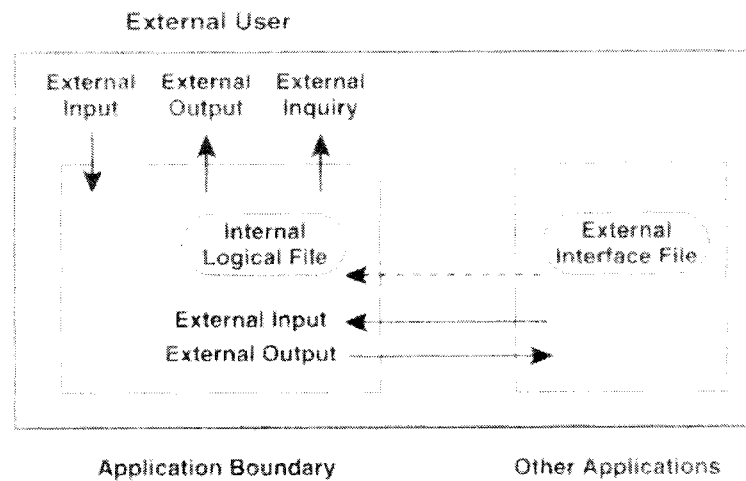 External User
External External External
Input Output Inquiry
Internal
Logical File
External
Interface File
External Input
External Output
Application Boundary
Other Applications